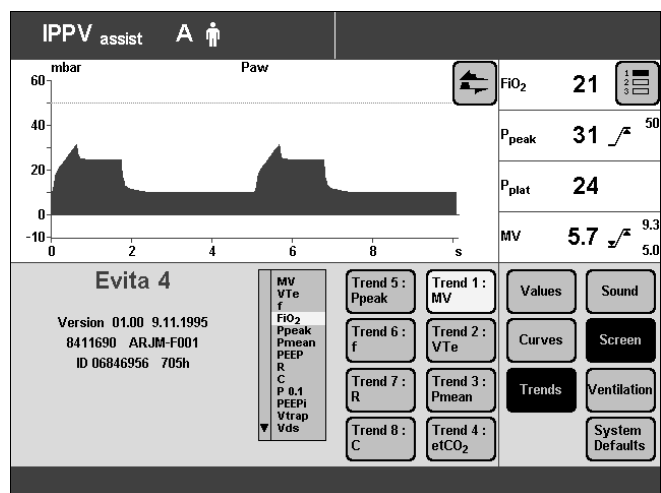 IPPV assist A
mbar Paw
60
40
20
0
-10
0 2 4 6 8 s
FiO2 21 1 2 3
Ppeak 31 50
Pplat 24
MV 5.7 9.3
5.0
Evita 4
Version 01.00 9.11.1995
8411690 ARJM-F001
ID 06846956 705h
MV
VTe
f
FiO2
Ppeak
Pmean
PEEP
R
C
P 0.1
PEEPi
Vtrap
Vds
Trend 5 :
Ppeak
Trend 1 :
MV
Trend 6 :
f
Trend 2 :
VTe
Trend 7 :
R
Trend 3 :
Pmean
Trend 8 :
C
Trend 4 :
etCO2
Values
Sound
Curves
Screen
Trends
Ventilation
System
Defaults